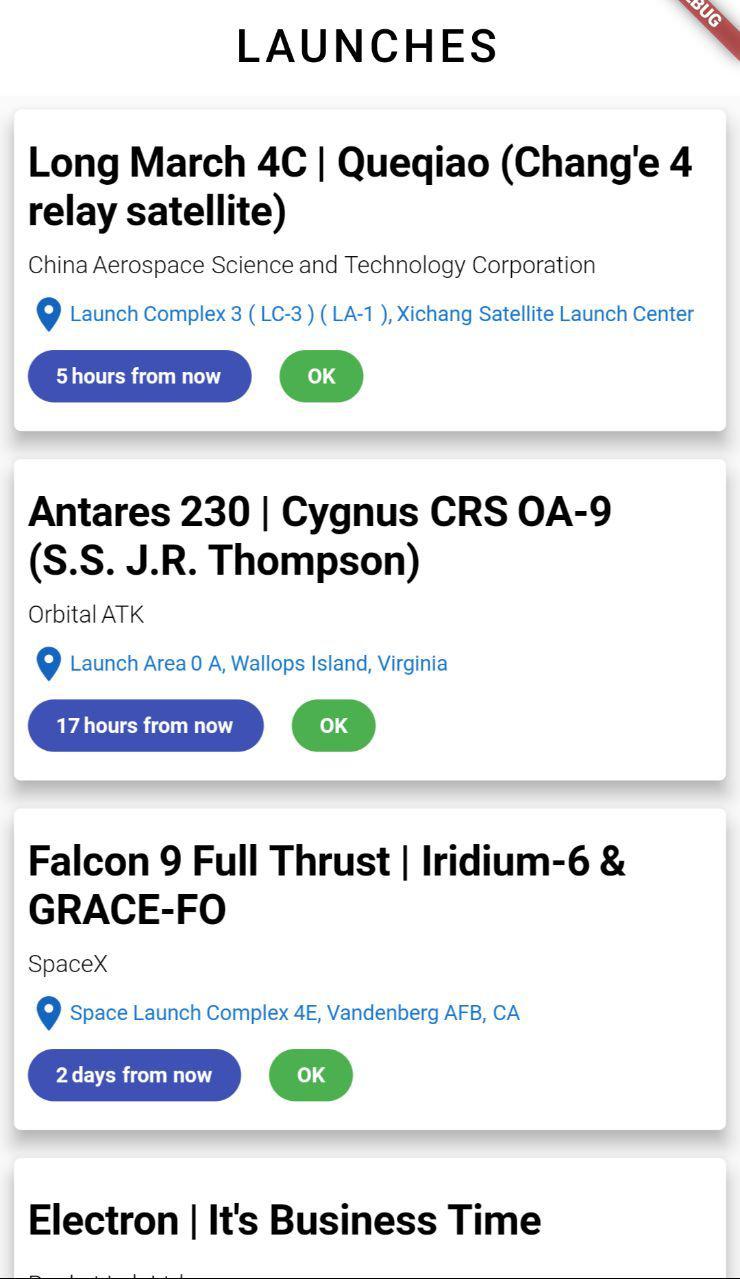 LAUNCHES
Long March 4C | Queqiao (Chang'e 4
relay satellite)
China Aerospace Science and Technology Corporation
Launch Complex 3 ( LC-3 ) ( LA-1 ), Xichang Satellite Launch Center
5 hours from now OK
Antares 230 | Cygnus CRS OA-9
(S.S. J.R. Thompson)
Orbital ATK
Launch Area 0 A, Wallops Island, Virginia
17 hours from now OK
Falcon 9 Full Thrust | Iridium-6 &
GRACE-FO
SpaceX
Space Launch Complex 4E, Vandenberg AFB, CA
2 days from now OK
Electron | It's Business Time